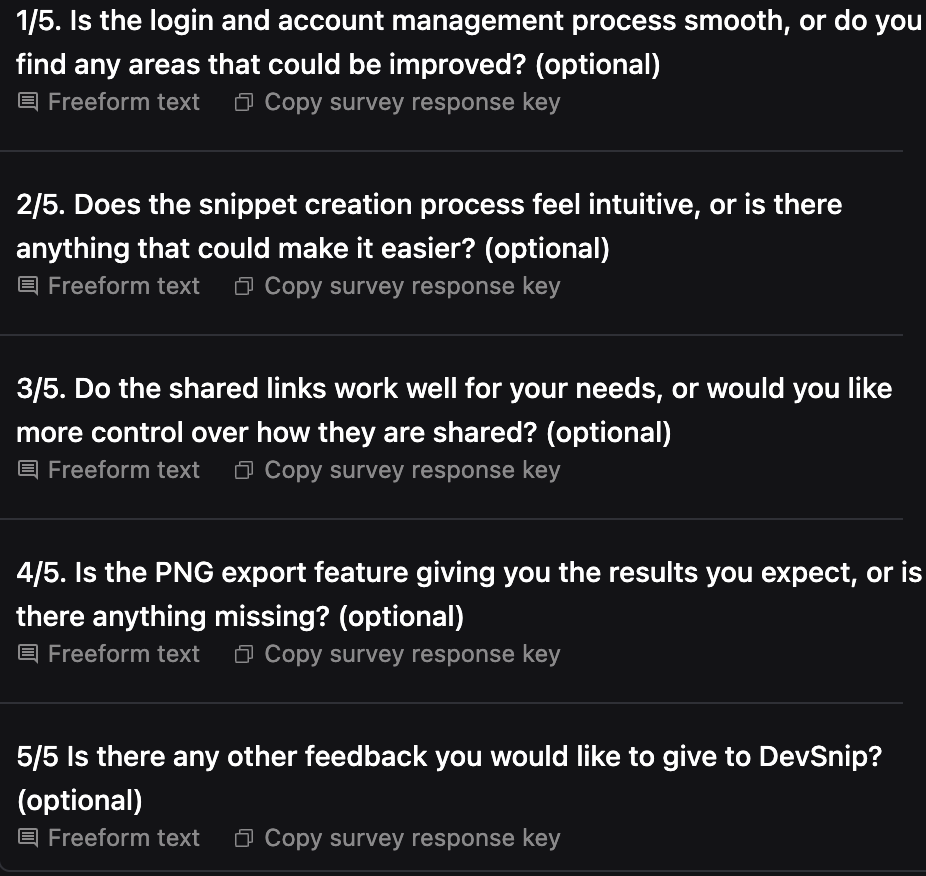 1/5. Is the login and account management process smooth, or do you
find any areas that could be improved? (optional)
Freeform text Copy survey response key
2/5. Does the snippet creation process feel intuitive, or is there
anything that could make it easier? (optional)
Freeform text Copy survey response key
3/5. Do the shared links work well for your needs, or would you like
more control over how they are shared? (optional)
Freeform text Copy survey response key
4/5. Is the PNG export feature giving you the results you expect, or is
there anything missing? (optional)
Freeform text Copy survey response key
5/5 Is there any other feedback you would like to give to DevSnip?
(optional)
Freeform text Copy survey response key